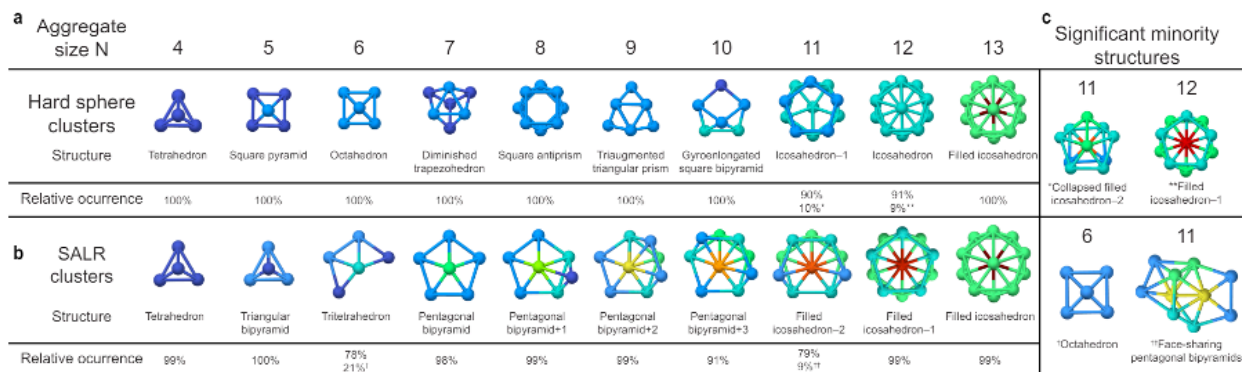 a Aggregate size N 4 5 6 7 8 9 10 11 12 13
Hard sphere clusters
Structure Tetrahedron Square pyramid Octahedron Diminished trapezohedron Square antiprism Triaugmented triangular prism Gyroenlongated square bipyramid Icosahedron–1 Icosahedron Filled icosahedron
Relative ocurrence 100% 100% 100% 100% 100% 100% 100% 90% 10%* 91% 9%** 100%
b SALR clusters
Structure Tetrahedron Triangular bipyramid Tritetrahedron Pentagonal bipyramid Pentagonal bipyramid+1 Pentagonal bipyramid+2 Pentagonal bipyramid+3 Filled icosahedron–2 Filled icosahedron–1 Filled icosahedron
Relative ocurrence 99% 100% 78% 21%† 98% 99% 99% 91% 79% 9%†† 99% 99%
c Significant minority structures
11 12
*Collapsed filled icosahedron–2 **Filled icosahedron–1
6 11
†Octahedron ††Face-sharing pentagonal bipyramids